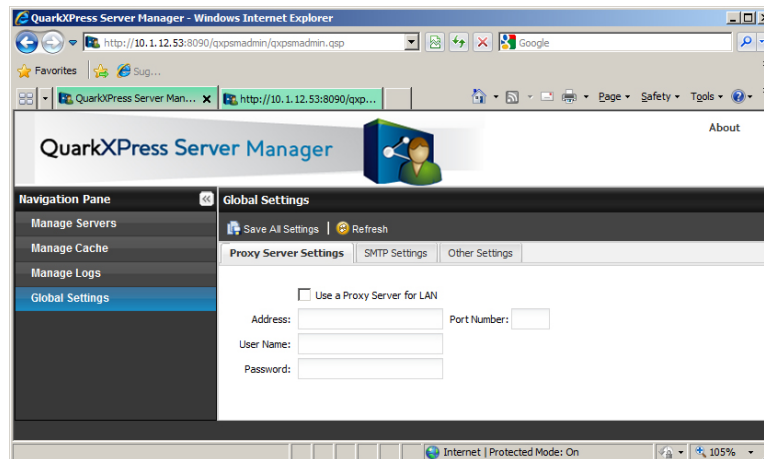 QuarkXPress Server Manager - Windows Internet Explorer
http://10.1.12.53:8090/qxpsmadmin/qxpsmadmin.qsp
Google
Favorites
Sug...
QuarkXPress Server Man...
http://10.1.12.53:8090/qxp...
Page
Safety
Tools
QuarkXPress Server Manager
About
Navigation Pane
Global Settings
Manage Servers
Save All Settings
Refresh
Manage Cache
Proxy Server Settings
SMTP Settings
Other Settings
Manage Logs
Global Settings
Use a Proxy Server for LAN
Address:
Port Number:
User Name:
Password:
Internet | Protected Mode: On
105%